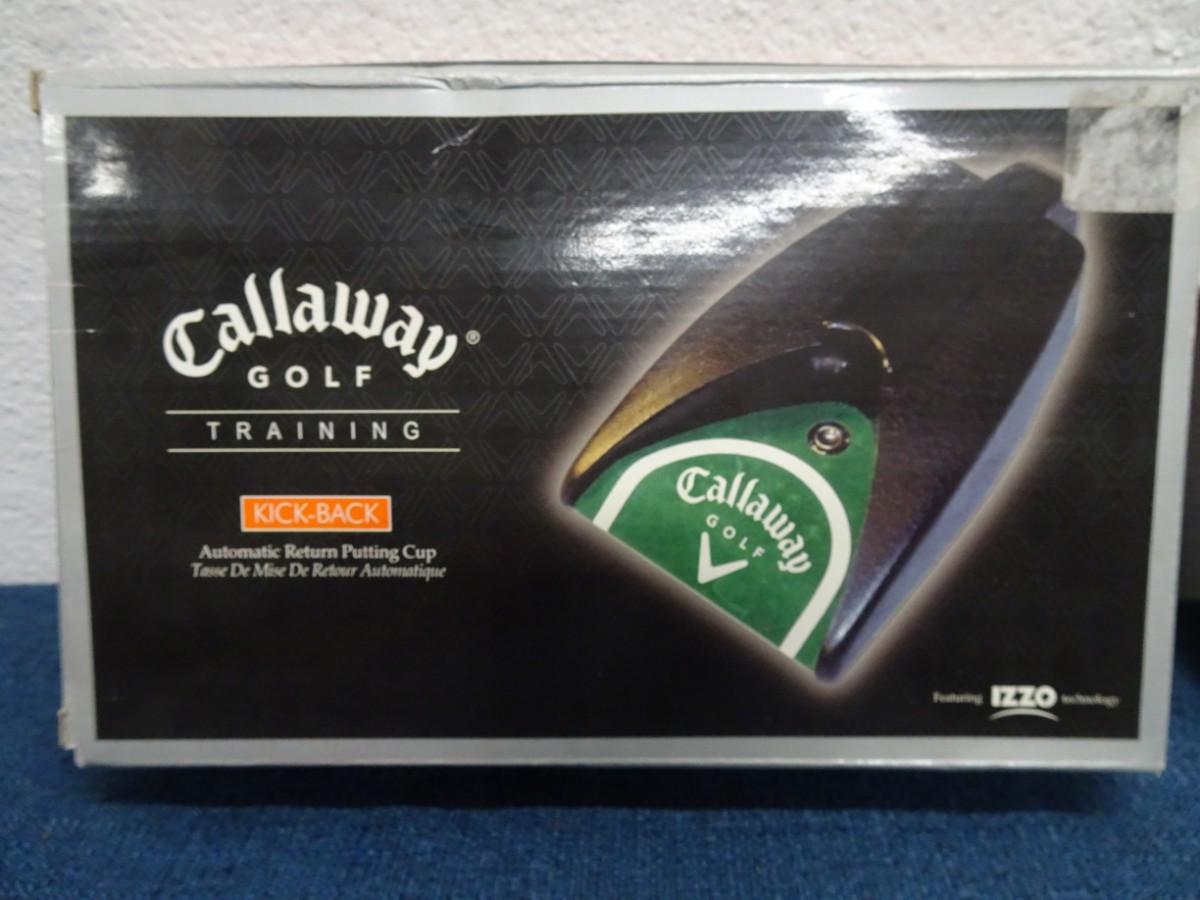 Callaway®
GOLF
TRAINING
KICK-BACK
Automatic Return Putting Cup
Tasse De Mise De Retour Automatique
Callaway
GOLF
Featuring IZZO technology